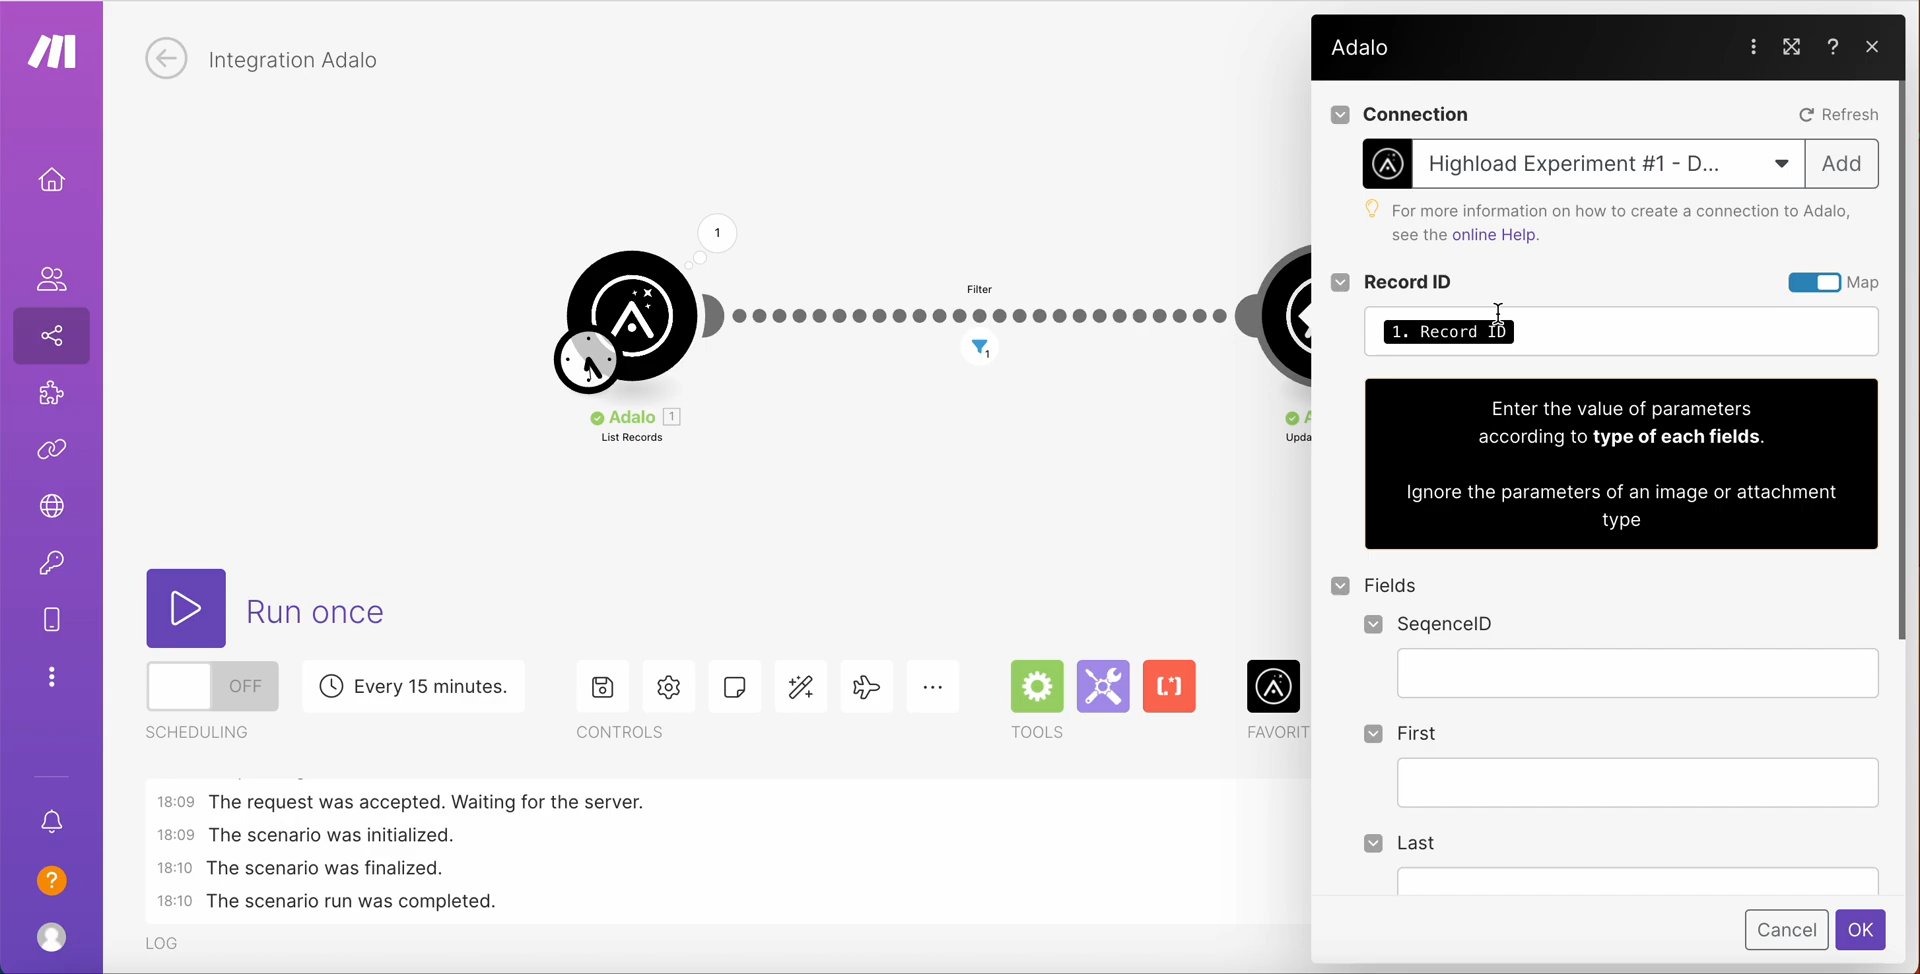 Integration Adalo
1
Filter
1
Adalo 1
List Records
A
Upda
Run once
OFF
Every 15 minutes.
SCHEDULING
CONTROLS
TOOLS
FAVORIT
18:09 The request was accepted. Waiting for the server.
18:09 The scenario was initialized.
18:10 The scenario was finalized.
18:10 The scenario run was completed.
LOG
Adalo
?
Connection
Refresh
Highload Experiment #1 - D...
Add
For more information on how to create a connection to Adalo,
see the online Help.
Record ID
Map
1. Record ID
Enter the value of parameters
according to type of each fields.
Ignore the parameters of an image or attachment
type
Fields
SeqenceID
First
Last
Cancel
OK